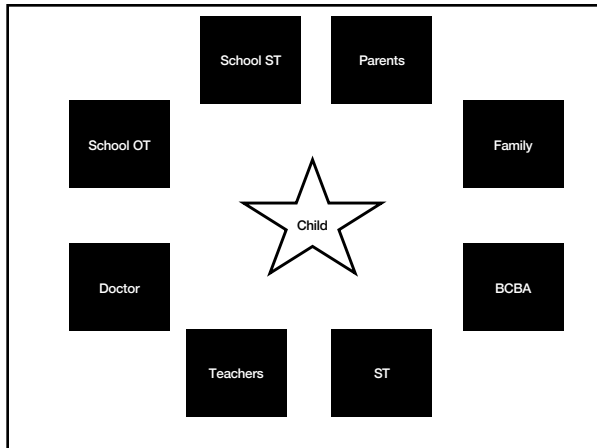 School ST
Parents
School OT
Family
Child
Doctor
BCBA
Teachers
ST